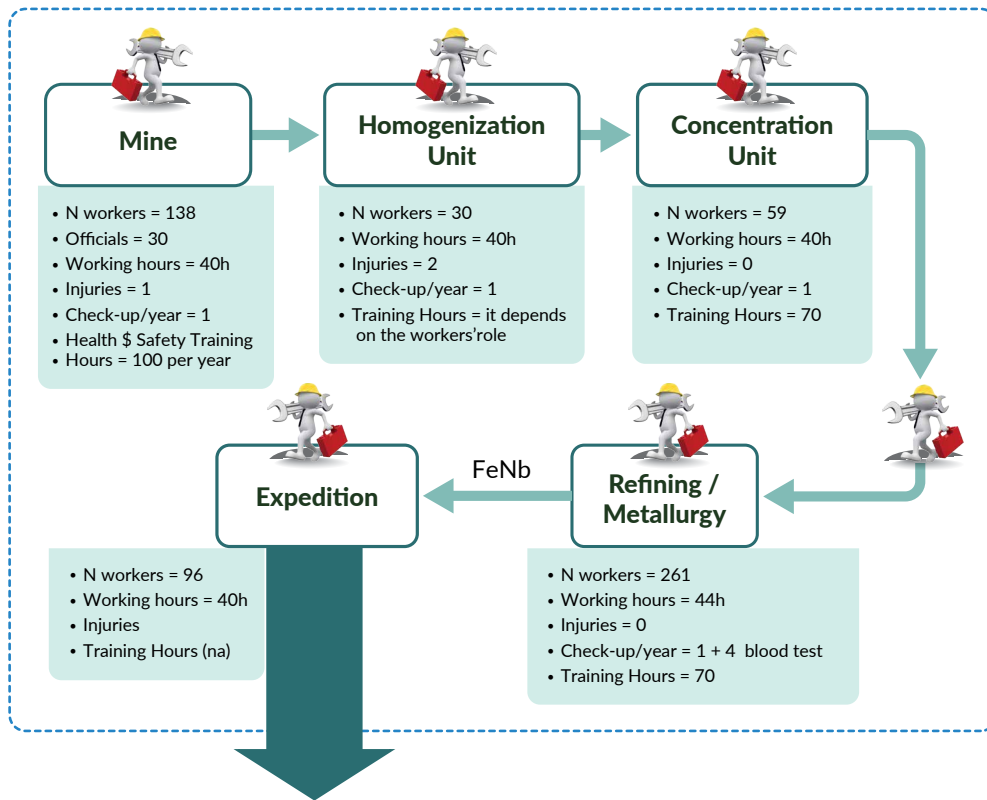 Mine
• N workers = 138
• Officials = 30
• Working hours = 40h
• Injuries = 1
• Check-up/year = 1
• Health $ Safety Training
• Hours = 100 per year
Homogenization
Unit
• N workers = 30
• Working hours = 40h
• Injuries = 2
• Check-up/year = 1
• Training Hours = it depends
on the workers'role
Concentration
Unit
• N workers = 59
• Working hours = 40h
• Injuries = 0
• Check-up/year = 1
• Training Hours = 70
Refining /
Metallurgy
• N workers = 261
• Working hours = 44h
• Injuries = 0
• Check-up/year = 1 + 4 blood test
• Training Hours = 70
FeNb
Expedition
• N workers = 96
• Working hours = 40h
• Injuries
• Training Hours (na)